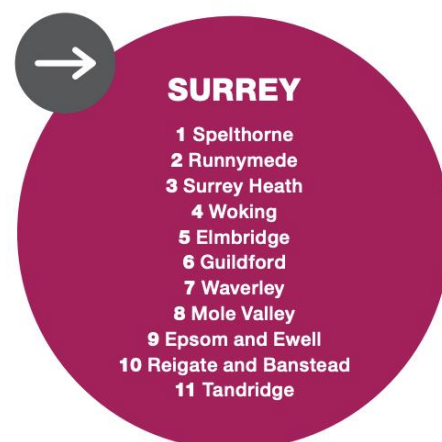 SURREY
1 Spelthorne
2 Runnymede
3 Surrey Heath
4 Woking
5 Elmbridge
6 Guildford
7 Waverley
8 Mole Valley
9 Epsom and Ewell
10 Reigate and Banstead
11 Tandridge